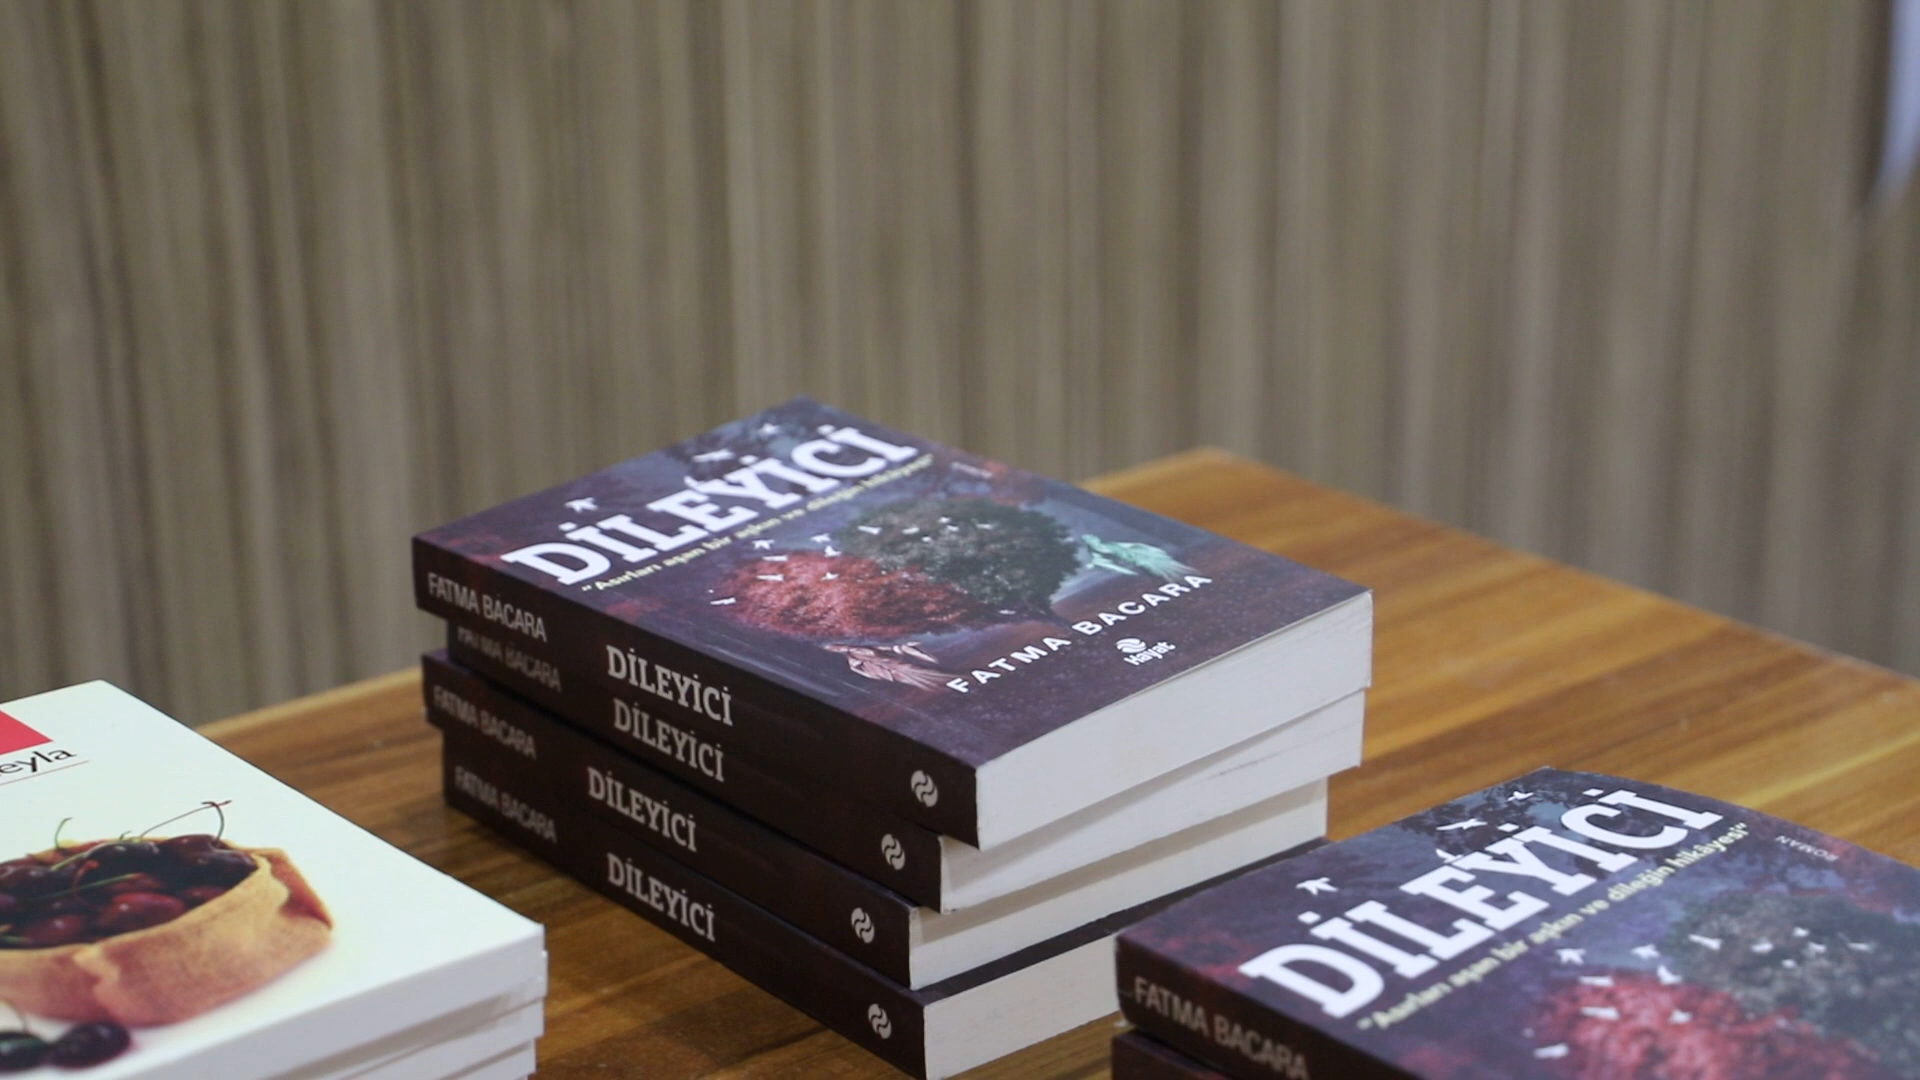 DİLEYİCİ
"Asırları aşan bir aşkın ve dileğin hikâyesi"
FATMA BACARA
Hayat
FATMA BACARA DİLEYİCİ
FATMA BACARA DİLEYİCİ
FATMA BACARA DİLEYİCİ
FATMA BACARA DİLEYİCİ
eyla
DİLEYİCİ
"Asırları aşan bir aşkın ve dileğin hikâyesi"
ROMAN
FATMA BACARA